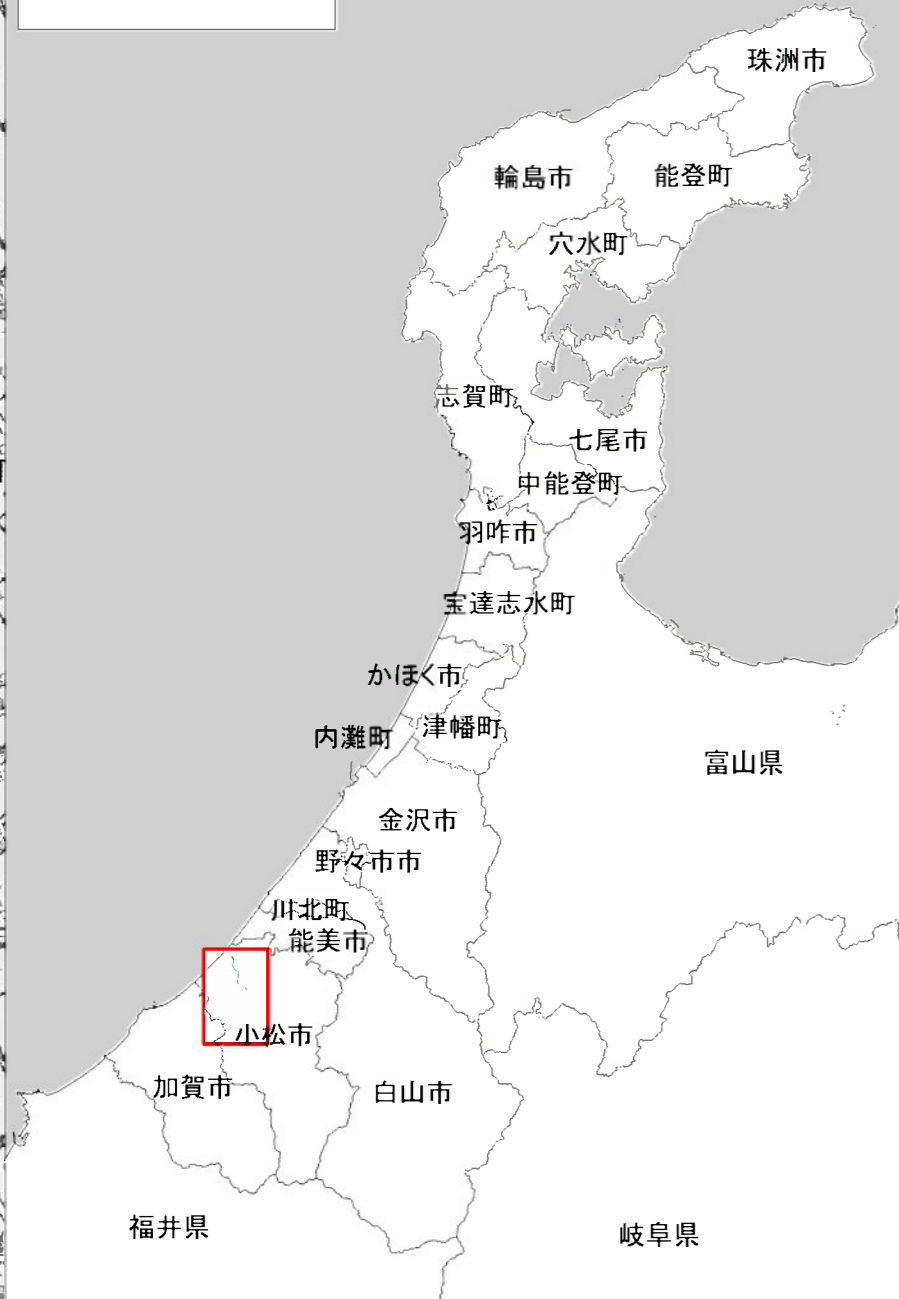 珠洲市
輪島市
能登町
穴水町
志賀町
七尾市
中能登町
羽咋市
宝達志水町
かほく市
津幡町
内灘町
富山県
金沢市
野々市市
川北町
能美市
小松市
加賀市
白山市
福井県
岐阜県